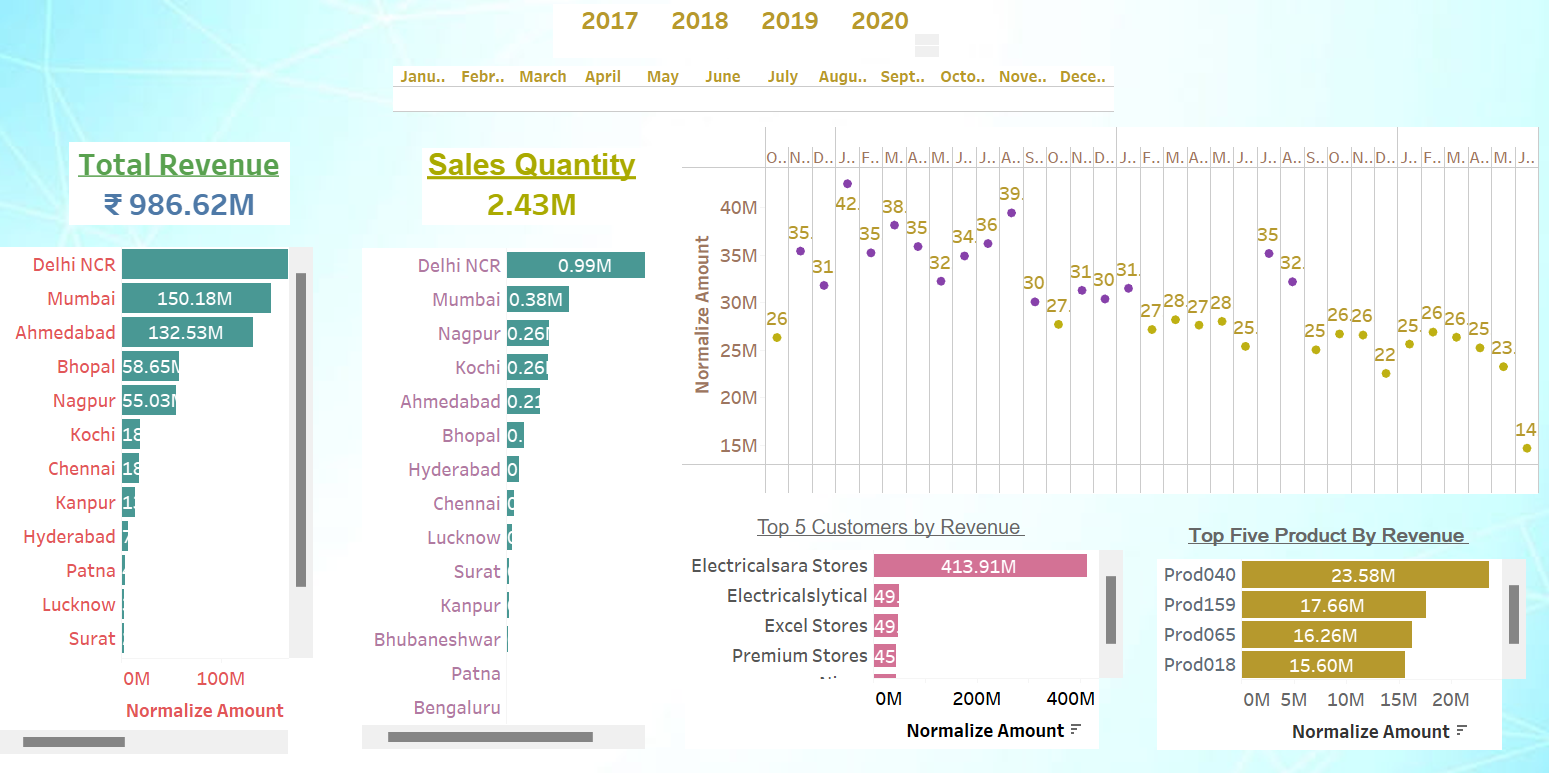 2017 2018 2019 2020
Janu.. Febr.. March April May June July Augu.. Sept.. Octo.. Nove.. Dece..
Total Revenue
₹ 986.62M
Delhi NCR
Mumbai 150.18M
Ahmedabad 132.53M
Bhopal 58.65M
Nagpur 55.03M
Kochi 18
Chennai 18
Kanpur 13
Hyderabad 7
Patna
Lucknow
Surat
0M 100M
Normalize Amount
Sales Quantity
2.43M
Delhi NCR 0.99M
Mumbai 0.38M
Nagpur 0.26M
Kochi 0.26M
Ahmedabad 0.21
Bhopal 0.
Hyderabad 0
Chennai 0
Lucknow 0
Surat
Kanpur
Bhubaneshwar
Patna
Bengaluru
O.. N.. D.. J.. F.. M.. A.. M.. J.. J.. A.. S.. O.. N.. D.. J.. F.. M.. A.. M.. J.. J.. A.. S.. O.. N.. D.. J.. F.. M.. A.. M.. J..
Normalize Amount
40M
35M
30M
25M
20M
15M
26 35. 31 42. 35 38. 35 32 34. 36 39. 30 27. 31 30 31. 27 28. 27 28 25. 35 32. 25 26. 26 22 25. 26 26. 25 23. 14
Top 5 Customers by Revenue
Electricalsara Stores 413.91M
Electricalslytical 49.
Excel Stores 49.
Premium Stores 45
0M 200M 400M
Normalize Amount
Top Five Product By Revenue
Prod040 23.58M
Prod159 17.66M
Prod065 16.26M
Prod018 15.60M
0M 5M 10M 15M 20M
Normalize Amount